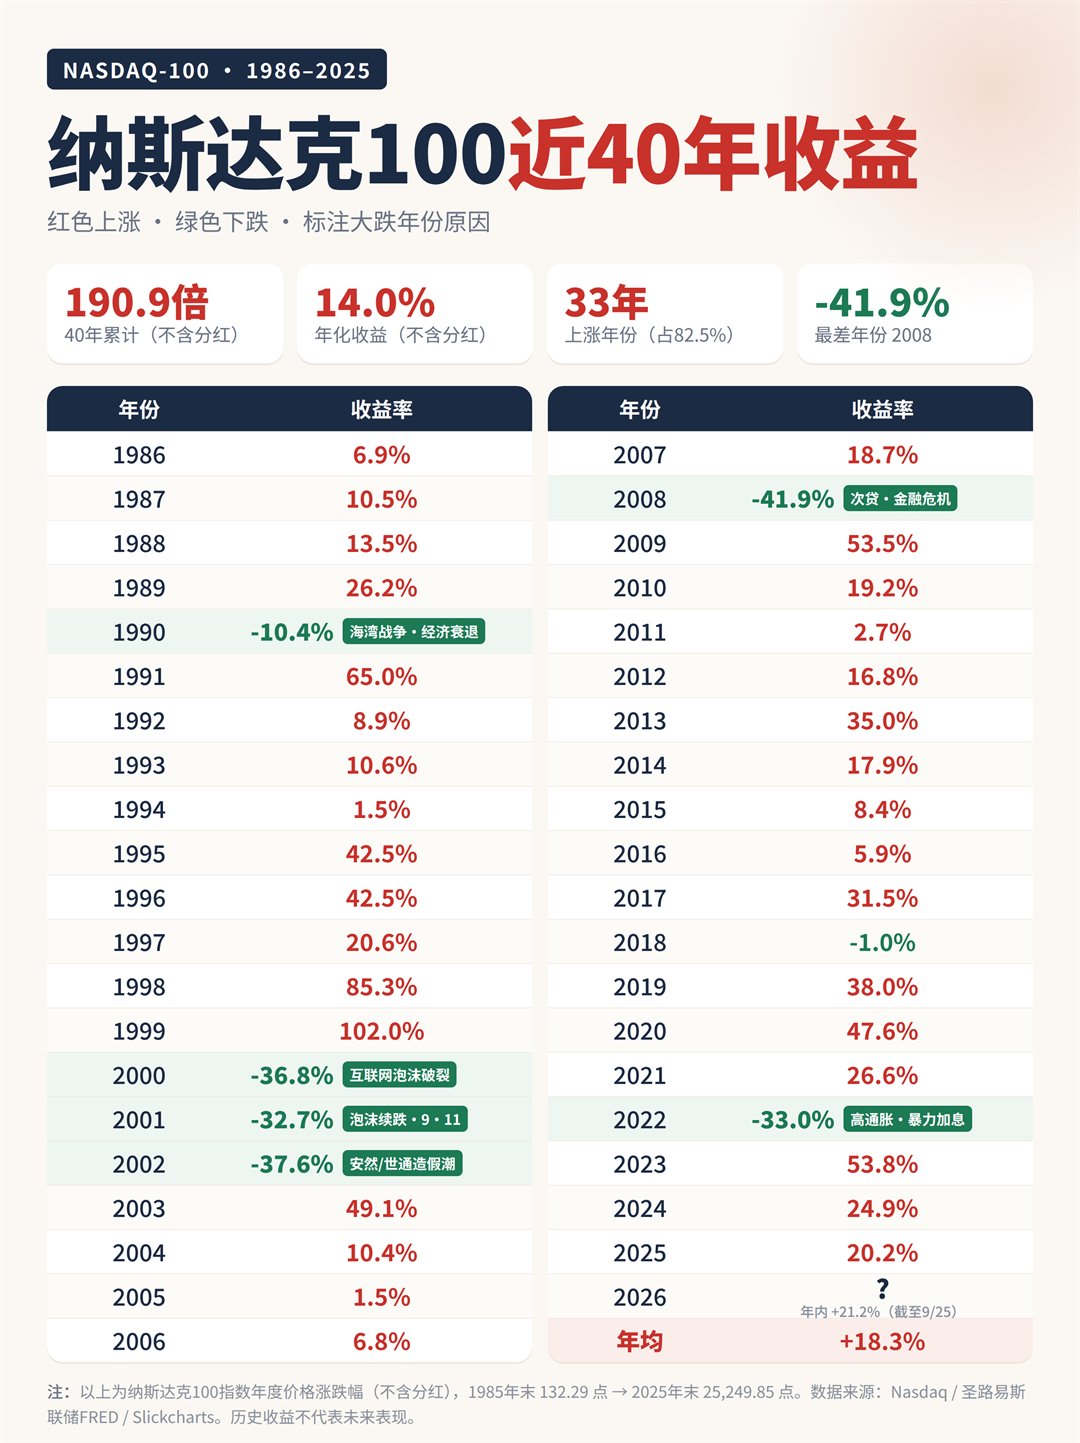 NASDAQ-100 • 1986–2025
纳斯达克100近40年收益
红色上涨 • 绿色下跌 • 标注大跌年份原因
190.9倍
40年累计（不含分红）
14.0%
年化收益（不含分红）
33年
上涨年份（占82.5%）
-41.9%
最差年份 2008
年份 收益率
1986 6.9%
1987 10.5%
1988 13.5%
1989 26.2%
1990 -10.4% 海湾战争・经济衰退
1991 65.0%
1992 8.9%
1993 10.6%
1994 1.5%
1995 42.5%
1996 42.5%
1997 20.6%
1998 85.3%
1999 102.0%
2000 -36.8% 互联网泡沫破裂
2001 -32.7% 泡沫续跌・9・11
2002 -37.6% 安然/世通造假潮
2003 49.1%
2004 10.4%
2005 1.5%
2006 6.8%
年份 收益率
2007 18.7%
2008 -41.9% 次贷・金融危机
2009 53.5%
2010 19.2%
2011 2.7%
2012 16.8%
2013 35.0%
2014 17.9%
2015 8.4%
2016 5.9%
2017 31.5%
2018 -1.0%
2019 38.0%
2020 47.6%
2021 26.6%
2022 -33.0% 高通胀・暴力加息
2023 53.8%
2024 24.9%
2025 20.2%
2026 ?
年内 +21.2%（截至9/25）
年均 +18.3%
注：以上为纳斯达克100指数年度价格涨跌幅（不含分红），1985年末 132.29 点 → 2025年末 25,249.85 点。数据来源：Nasdaq / 圣路易斯
联储FRED / Slickcharts。历史收益不代表未来表现。